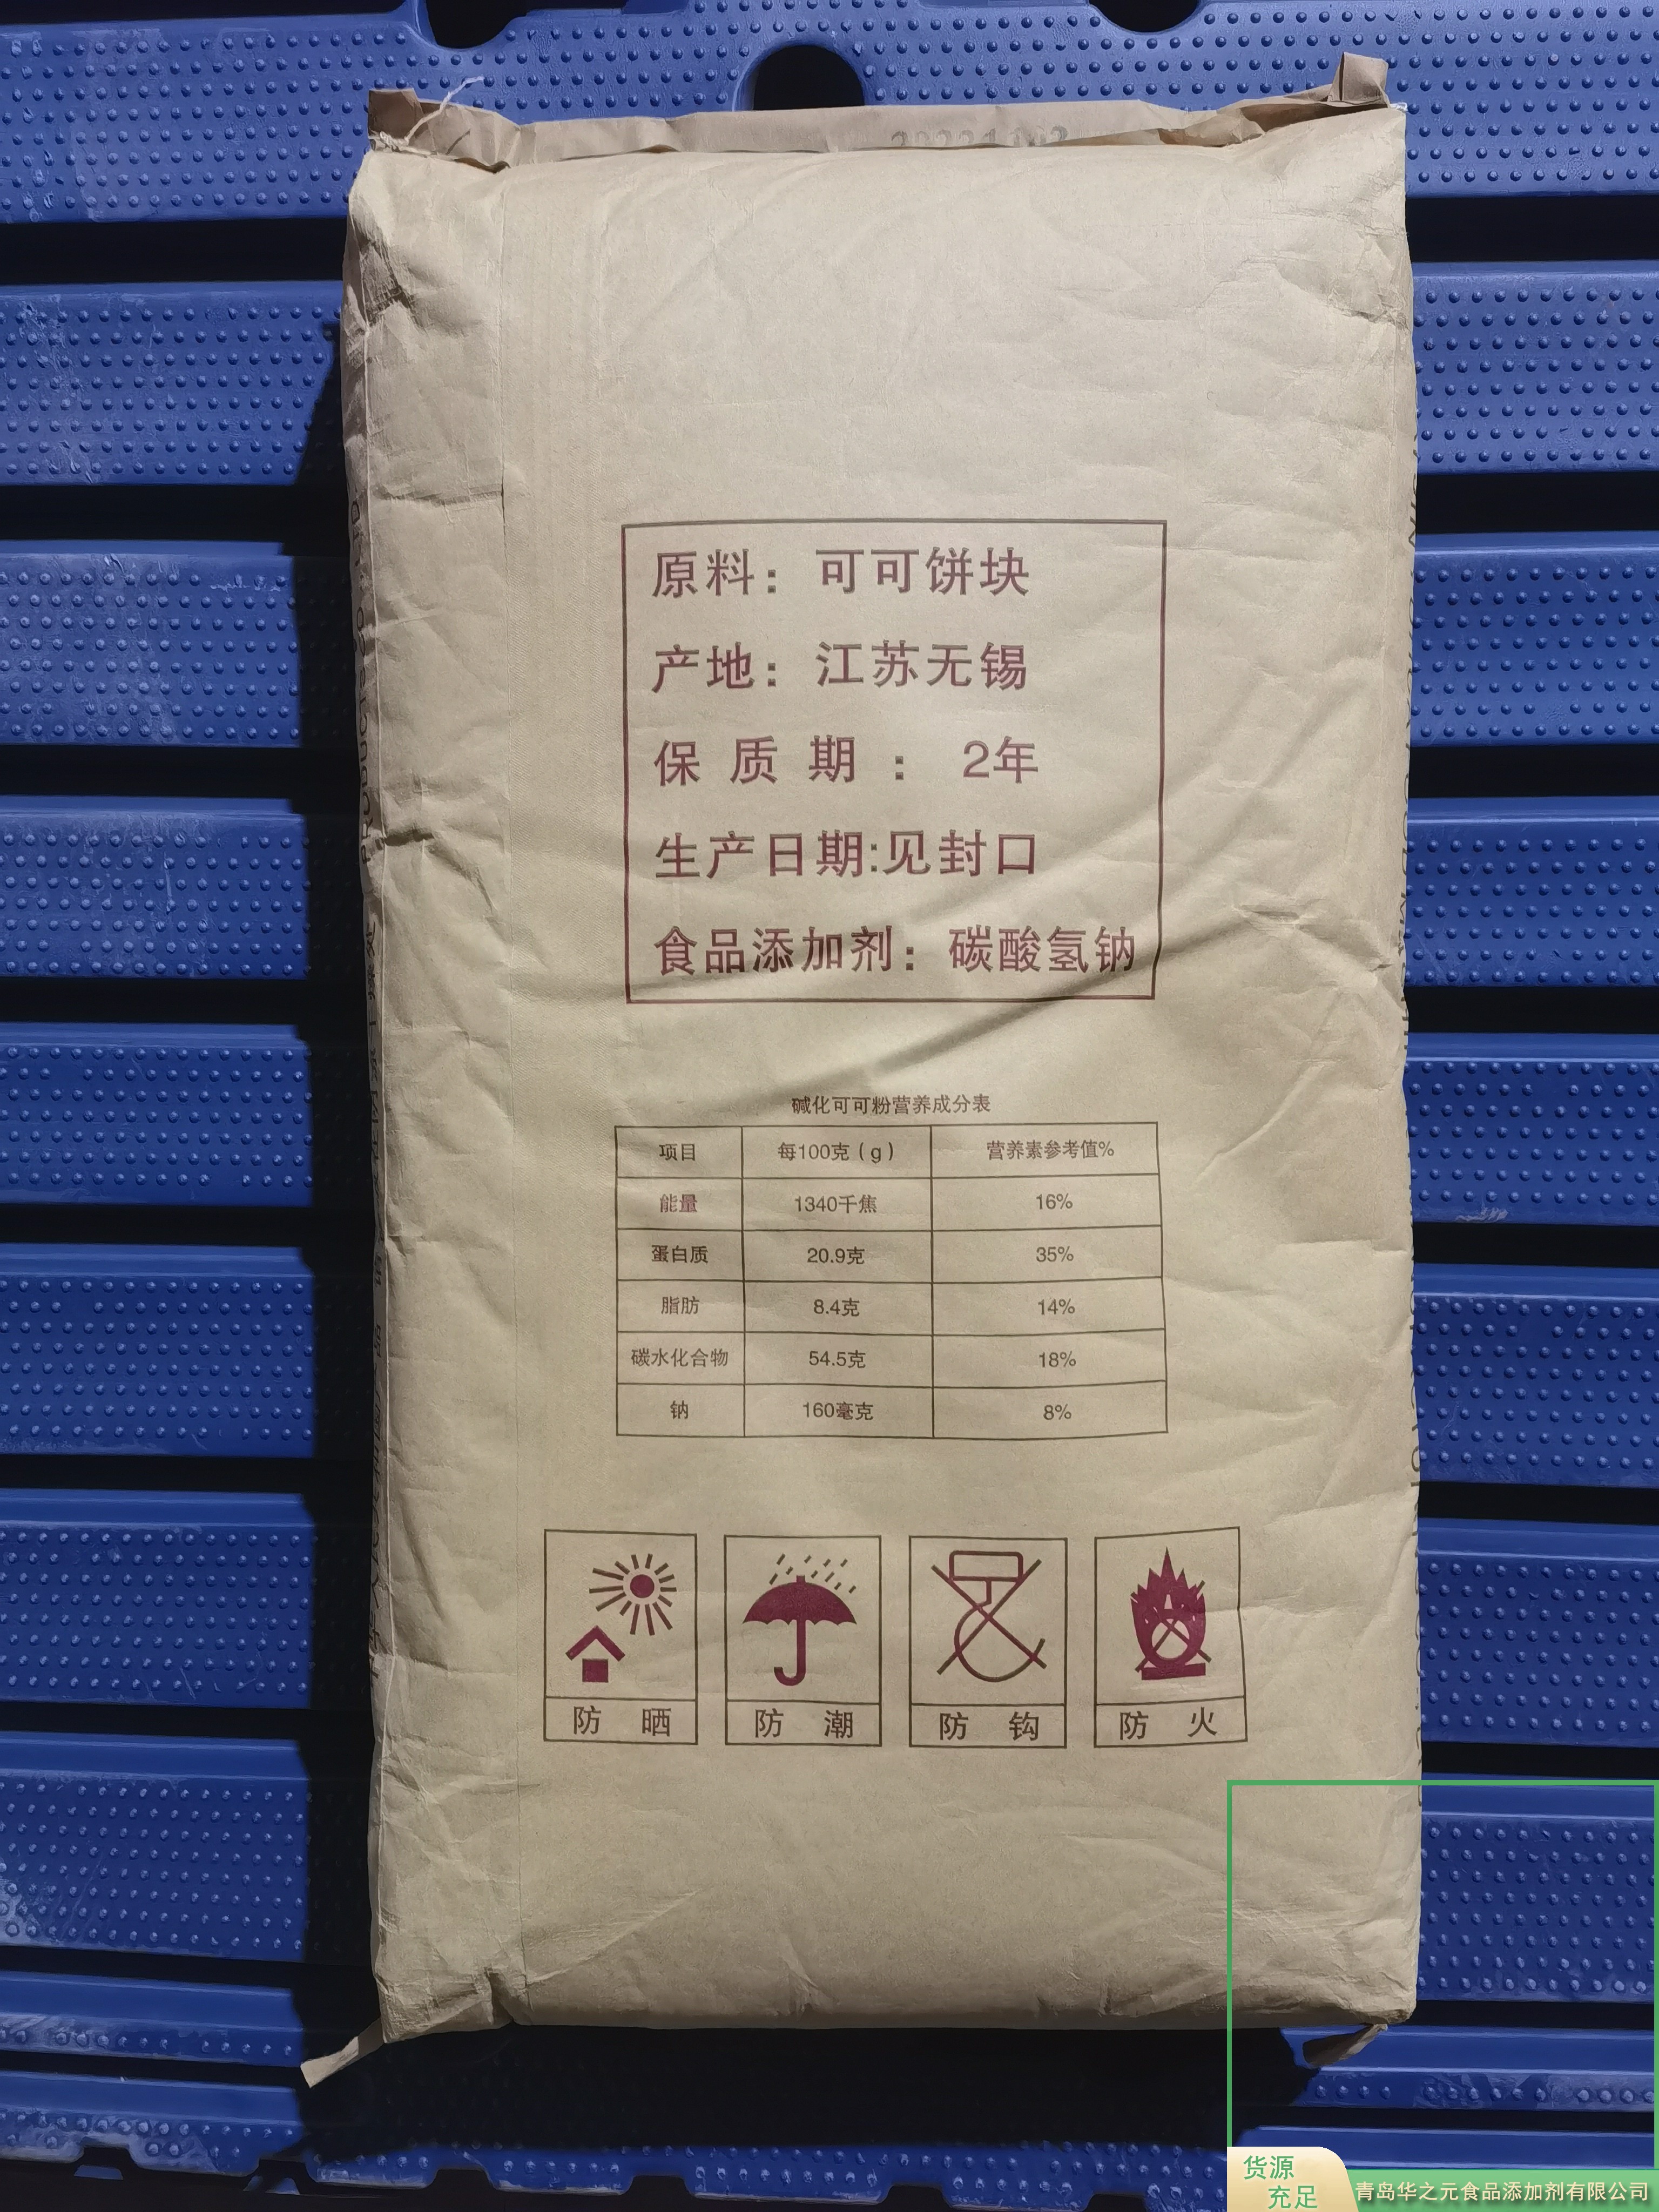 原料：可可饼块
产地：江苏无锡
保质期：2年
生产日期:见封口
食品添加剂：碳酸氢钠
碱化可可粉营养成分表
项目 每100克（g） 营养素参考值%
能量 1340千焦 16%
蛋白质 20.9克 35%
脂肪 8.4克 14%
碳水化合物 54.5克 18%
钠 160毫克 8%
防晒 防潮 防钩 防火
货源
充足
青岛华之元食品添加剂有限公司